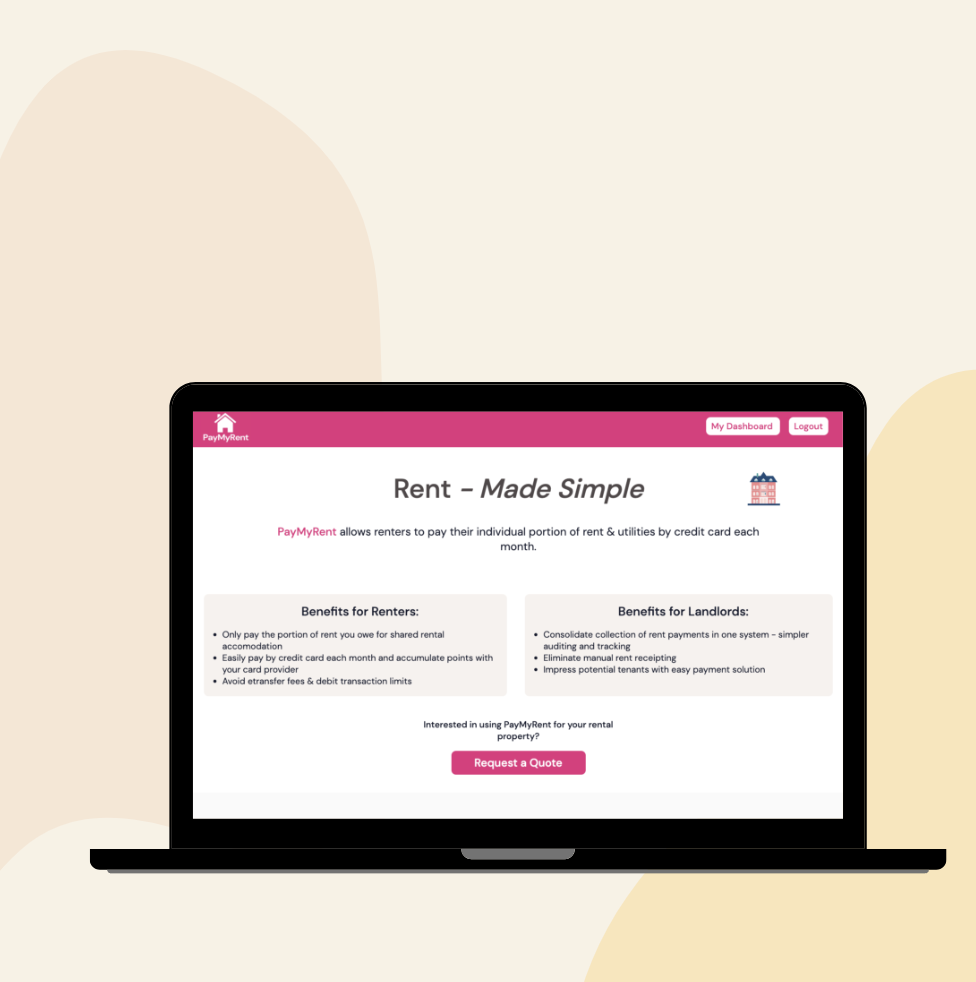 PayMyRent
My Dashboard
Logout
Rent - Made Simple
PayMyRent allows renters to pay their individual portion of rent & utilities by credit card each
month.
Benefits for Renters:
• Only pay the portion of rent you owe for shared rental
accomodation
• Easily pay by credit card each month and accumulate points with
your card provider
• Avoid etransfer fees & debit transaction limits
Benefits for Landlords:
• Consolidate collection of rent payments in one system - simpler
auditing and tracking
• Eliminate manual rent receipting
• Impress potential tenants with easy payment solution
Interested in using PayMyRent for your rental
property?
Request a Quote